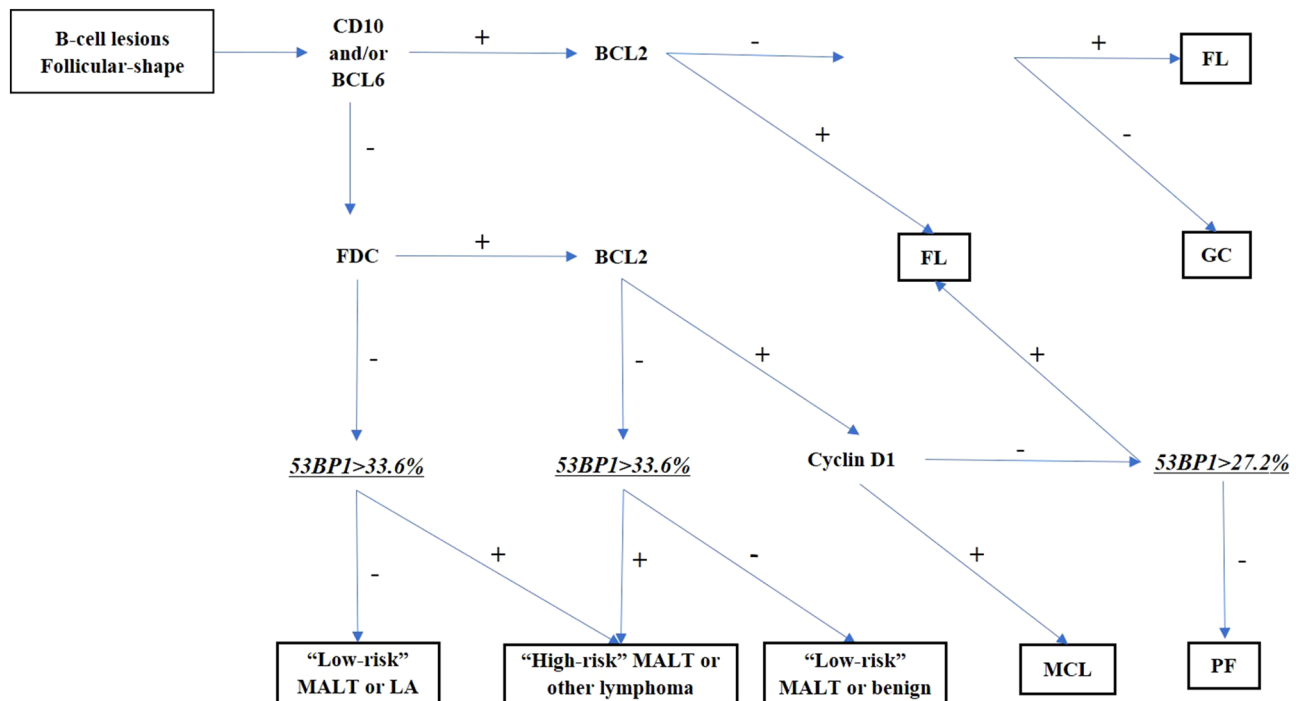 B-cell lesions
Follicular-shape
CD10
and/or
BCL6
+
BCL2
-
+
FL
-
+
-
GC
FDC
+
BCL2
FL
-
-
+
+
53BP1>33.6%
53BP1>33.6%
Cyclin D1
-
53BP1>27.2%
-
+
+
-
+
-
“Low-risk”
MALT or LA
“High-risk” MALT or
other lymphoma
“Low-risk”
MALT or benign
MCL
PF